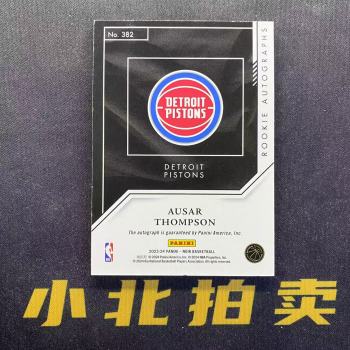 No. 382
ROOKIE AUTOGRAPHS
DETROIT
PISTONS
DETROIT
PISTONS
AUSAR
THOMPSON
The autograph is guaranteed by Panini America, Inc.
PANINI
2023-24 PANINI - NOIR BASKETBALL
NBA
小北拍卖